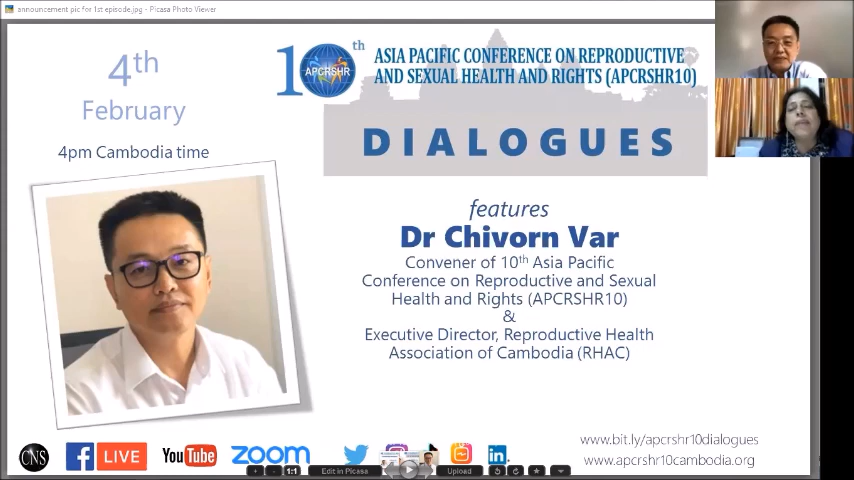 announcement pic for 1st episode.jpg - Picasa Photo Viewer
4th
February
4pm Cambodia time
10th
APCRSHR
ASIA PACIFIC CONFERENCE ON REPRODUCTIVE
AND SEXUAL HEALTH AND RIGHTS (APCRSHR10)
DIALOGUES
features
Dr Chivorn Var
Convener of 10th Asia Pacific
Conference on Reproductive and Sexual
Health and Rights (APCRSHR10)
&
Executive Director, Reproductive Health
Association of Cambodia (RHAC)
CNS
f LIVE
YouTube
zoom
in
www.bit.ly/apcrshr10dialogues
www.apcrshr10cambodia.org
1:1
Edit in Picasa
Upload